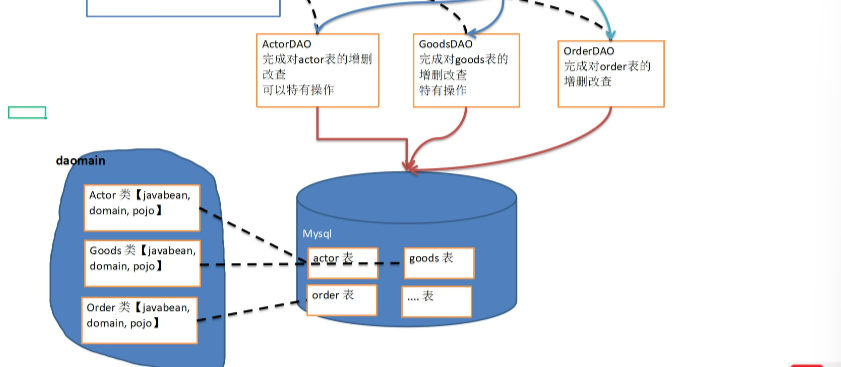 ActorDAO
完成对actor表的增删
改查
可以特有操作
GoodsDAO
完成对goods表的
增删改查
特有操作
OrderDAO
完成对order表的
增删改查
daomain
Actor 类【javabean,
domain, pojo】
Goods 类【javabean,
domain, pojo】
Order 类【javabean,
domain, pojo】
Mysql
actor 表
goods 表
order 表
.... 表